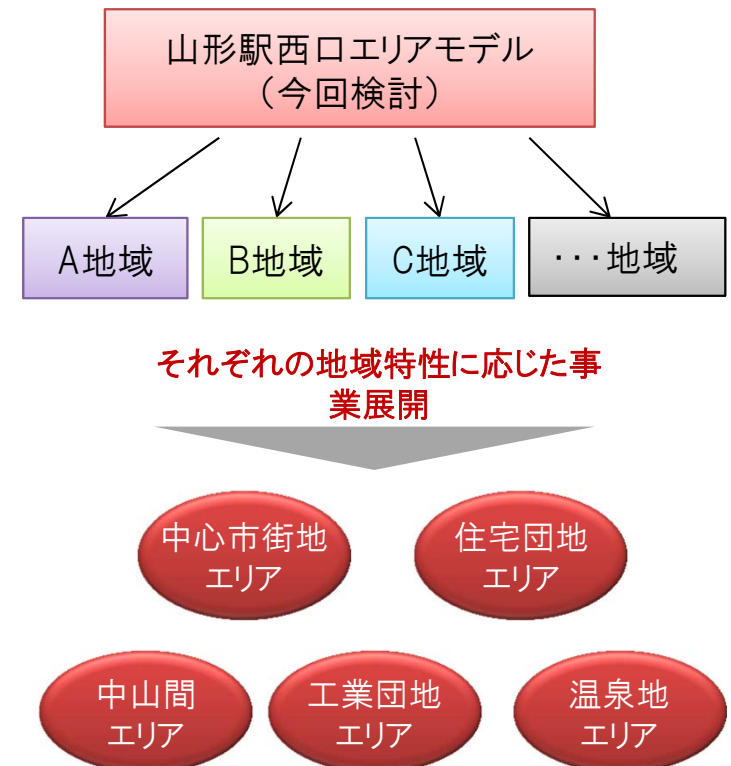 山形駅西口エリアモデル
（今回検討）
A地域
B地域
C地域
・・・地域
それぞれの地域特性に応じた事
業展開
中心市街地
エリア
住宅団地
エリア
中山間
エリア
工業団地
エリア
温泉地
エリア